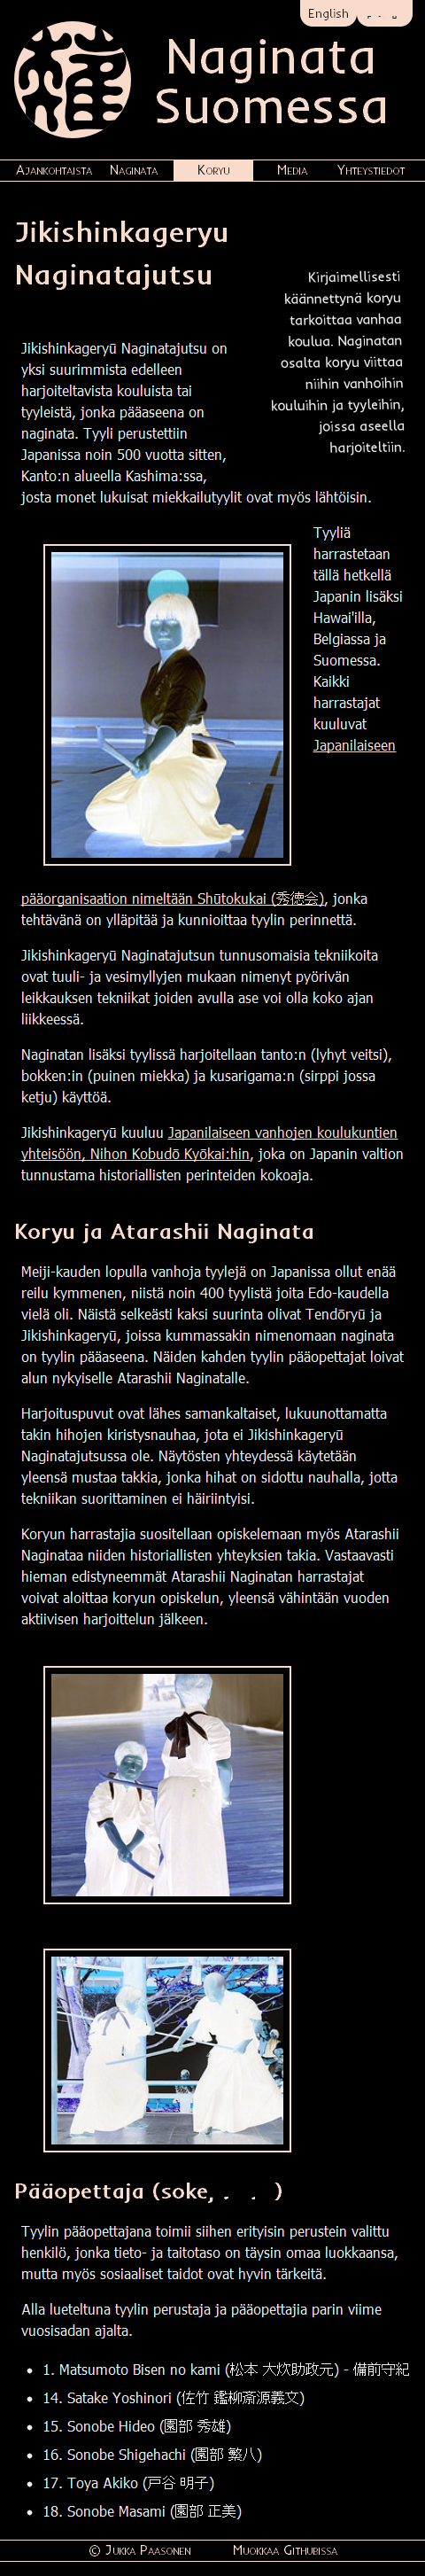 English
Naginata
Suomessa
Ajankohtaista Naginata Koryu Media Yhteystiedot
Jikishinkageryu
Naginatajutsu
Kirjaimellisesti
käännettynä koryu
tarkoittaa vanhaa
koulua. Naginatan
osalta koryu viittaa
niihin vanhoihin
kouluihin ja tyyleihin,
joissa aseella
harjoiteltiin.
Jikishinkageryū Naginatajutsu on
yksi suurimmista edelleen
harjoiteltavista kouluista tai
tyyleistä, jonka pääaseena on
naginata. Tyyli perustettiin
Japanissa noin 500 vuotta sitten,
Kanto:n alueella Kashima:ssa,
josta monet lukuisat miekkailutyylit ovat myös lähtöisin.
Tyyliä
harrastetaan
tällä hetkellä
Japanin lisäksi
Hawai'illa,
Belgiassa ja
Suomessa.
Kaikki
harrastajat
kuuluvat
Japanilaiseen
pääorganisaation nimeltään Shūtokukai (秀徳会), jonka
tehtävänä on ylläpitää ja kunnioittaa tyylin perinnettä.
Jikishinkageryū Naginatajutsun tunnusomaisia tekniikoita
ovat tuuli- ja vesimyllyjen mukaan nimetyt pyörivän
leikkauksen tekniikat joiden avulla ase voi olla koko ajan
liikkeessä.
Naginatan lisäksi tyylissä harjoitellaan tanto:n (lyhyt veitsi),
bokken:in (puinen miekka) ja kusarigama:n (sirppi jossa
ketju) käyttöä.
Jikishinkageryū kuuluu Japanilaiseen vanhojen koulukuntien
yhteisöön, Nihon Kobudō Kyōkai:hin, joka on Japanin valtion
tunnustama historiallisten perinteiden kokoaja.
Koryu ja Atarashii Naginata
Meiji-kauden lopulla vanhoja tyylejä on Japanissa ollut enää
reilu kymmenen, niistä noin 400 tyylistä joita Edo-kaudella
vielä oli. Näistä selkeästi kaksi suurinta olivat Tendōryū ja
Jikishinkageryū, joissa kummassakin nimenomaan naginata
on tyylin pääaseena. Näiden kahden tyylin pääopettajat loivat
alun nykyiselle Atarashii Naginatalle.
Harjoituspuvut ovat lähes samankaltaiset, lukuunottamatta
takin hihojen kiristysnauhaa, jota ei Jikishinkageryū
Naginatajutsussa ole. Näytösten yhteydessä käytetään
yleensä mustaa takkia, jonka hihat on sidottu nauhalla, jotta
tekniikan suorittaminen ei häiriintyisi.
Koryun harrastajia suositellaan opiskelemaan myös Atarashii
Naginataa niiden historiallisten yhteyksien takia. Vastaavasti
hieman edistyneemmät Atarashii Naginatan harrastajat
voivat aloittaa koryun opiskelun, yleensä vähintään vuoden
aktiivisen harjoittelun jälkeen.
Pääopettaja (soke, )
Tyylin pääopettajana toimii siihen erityisin perustein valittu
henkilö, jonka tieto- ja taitotaso on täysin omaa luokkaansa,
mutta myös sosiaaliset taidot ovat hyvin tärkeitä.
Alla lueteltuna tyylin perustaja ja pääopettajia parin viime
vuosisadan ajalta.
• 1. Matsumoto Bisen no kami (松本 大炊助政元) - 備前守紀
• 14. Satake Yoshinori (佐竹 鑑柳斎源義文)
• 15. Sonobe Hideo (園部 秀雄)
• 16. Sonobe Shigehachi (園部 繁八)
• 17. Toya Akiko (戸谷 明子)
• 18. Sonobe Masami (園部 正美)
© Jukka Paasonen Muokkaa Githubissa